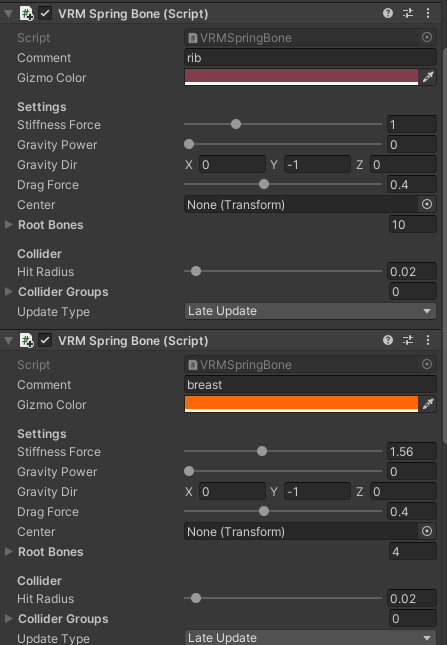 VRM Spring Bone (Script)
Script VRMSpringBone
Comment rib
Gizmo Color
Settings
Stiffness Force 1
Gravity Power 0
Gravity Dir X 0 Y -1 Z 0
Drag Force 0.4
Center None (Transform)
Root Bones 10
Collider
Hit Radius 0.02
Collider Groups 0
Update Type Late Update
VRM Spring Bone (Script)
Script VRMSpringBone
Comment breast
Gizmo Color
Settings
Stiffness Force 1.56
Gravity Power 0
Gravity Dir X 0 Y -1 Z 0
Drag Force 0.4
Center None (Transform)
Root Bones 4
Collider
Hit Radius 0.02
Collider Groups 0
Update Type Late Update